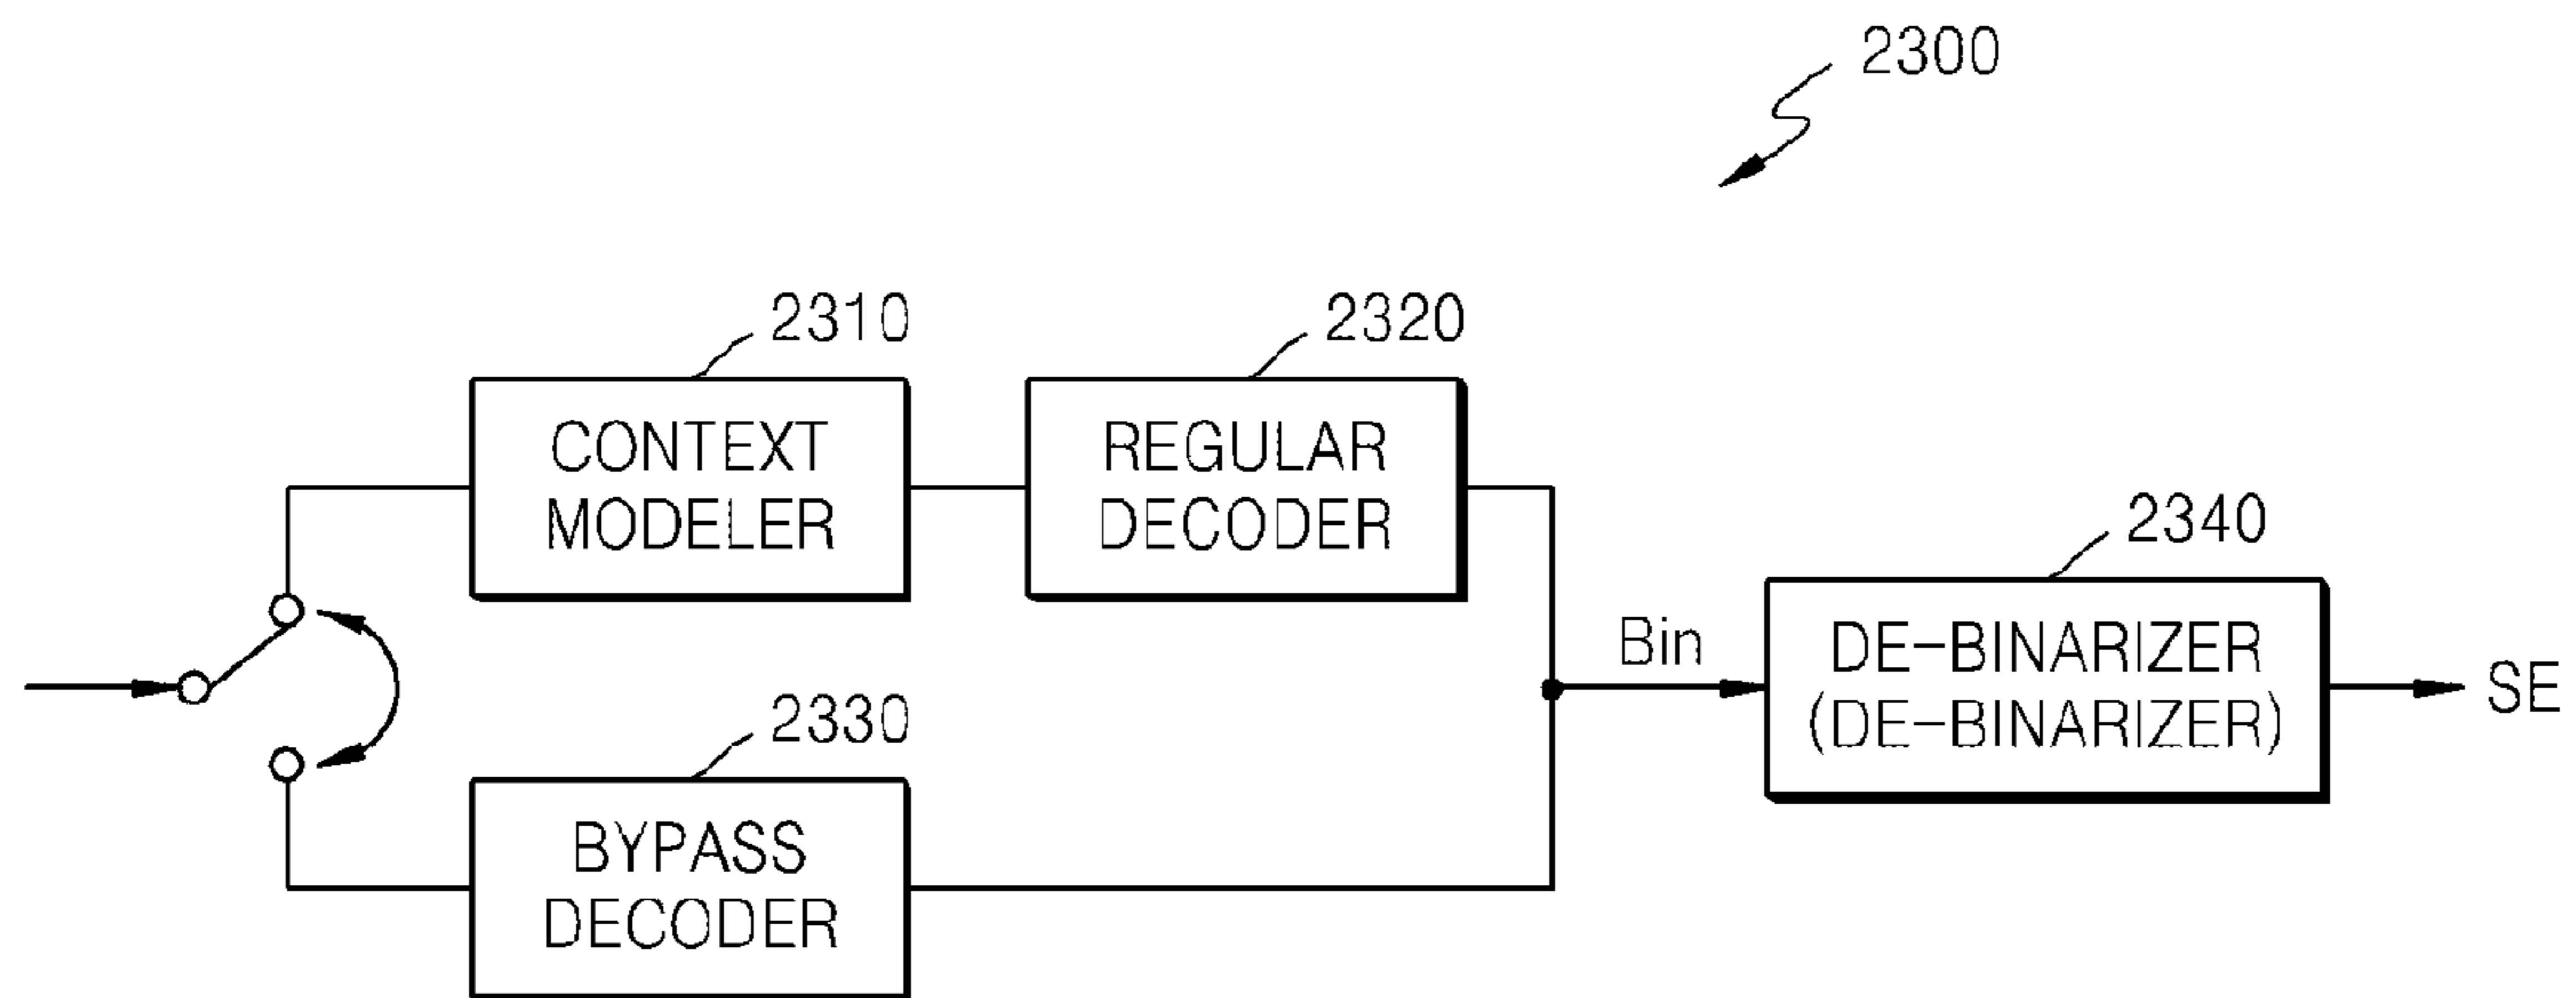 2300
2310
2320
CONTEXT
MODELER
REGULAR
DECODER
2340
Bin
DE-BINARIZER
(DE-BINARIZER)
SE
2330
BYPASS
DECODER